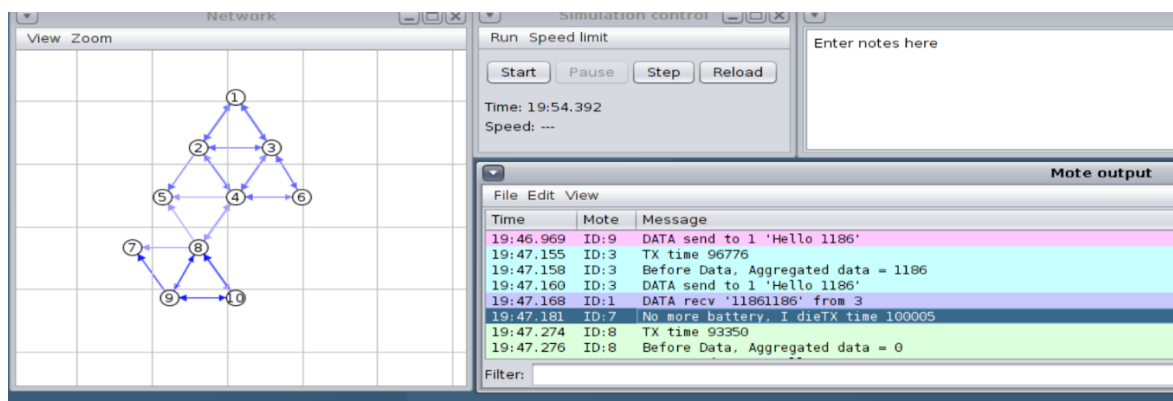 Network
View Zoom
1
2
3
5
4
6
7
8
9
10
Simulation control
Run Speed limit
Start Pause Step Reload
Time: 19:54.392
Speed: ---
Enter notes here
Mote output
File Edit View
Time Mote Message
19:46.969 ID:9 DATA send to 1 'Hello 1186'
19:47.155 ID:3 TX time 96776
19:47.158 ID:3 Before Data, Aggregated data = 1186
19:47.160 ID:3 DATA send to 1 'Hello 1186'
19:47.168 ID:1 DATA recv '11861186' from 3
19:47.181 ID:7 No more battery, I dieTX time 100005
19:47.274 ID:8 TX time 93350
19:47.276 ID:8 Before Data, Aggregated data = 0
Filter: